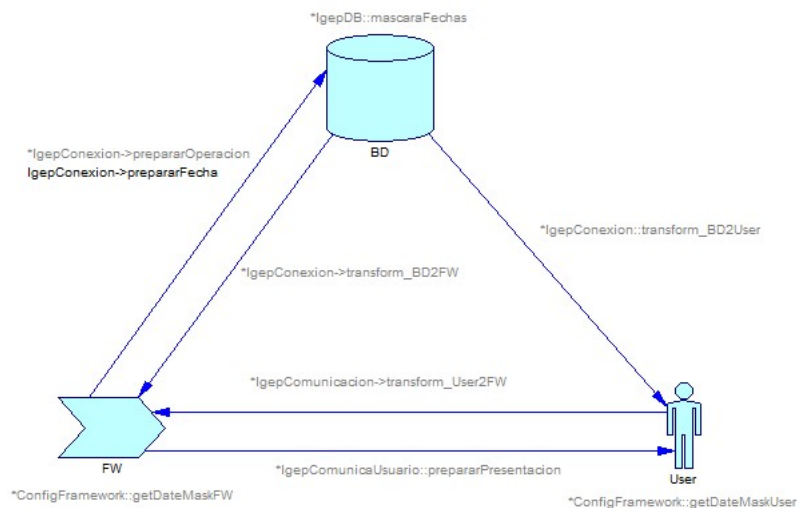 *IgepDB::mascaraFechas
*IgepConexion->prepararOperacion
BD
IgepConexion->prepararFecha
*IgepConexion::transform_BD2User
*IgepConexion->transform_BD2FW
*IgepComunicacion->transform_User2FW
FW
*IgepComunicaUsuario::prepararPresentacion
User
*ConfigFramework::getDateMaskFW
*ConfigFramework::getDateMaskUser